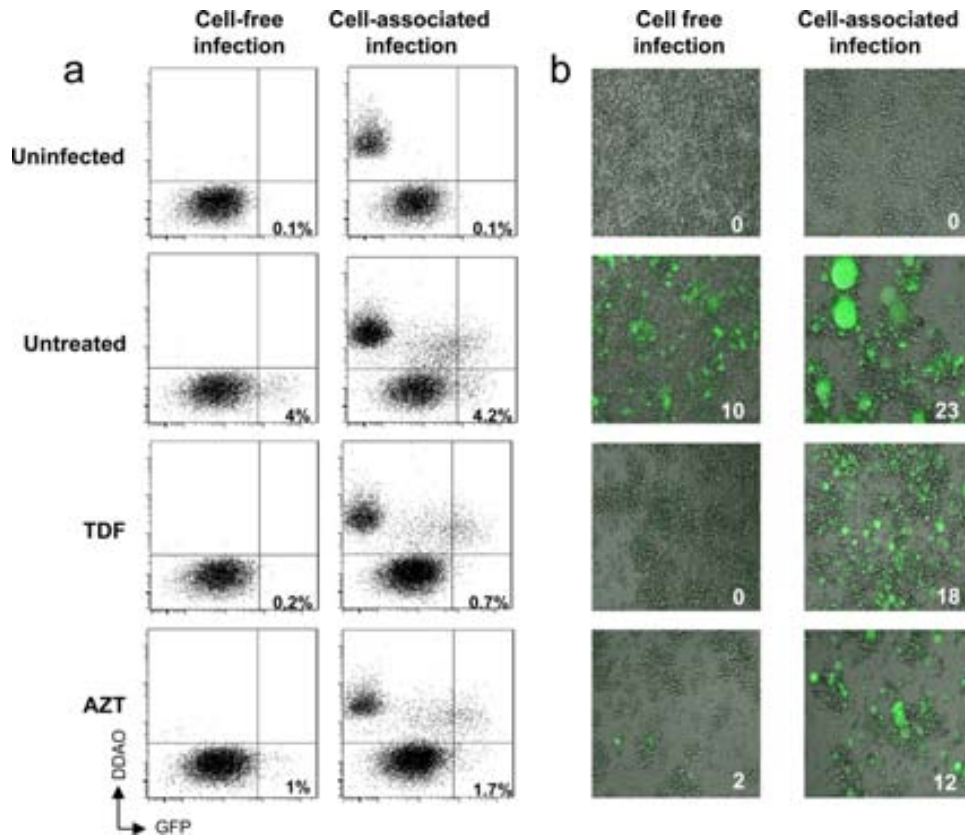 Cell-free infection
Cell-associated infection
Cell free infection
Cell-associated infection
a
b
Uninfected
0.1%
0.1%
0
0
Untreated
4%
4.2%
10
23
TDF
0.2%
0.7%
0
18
AZT
1%
1.7%
2
12
DDAO
GFP